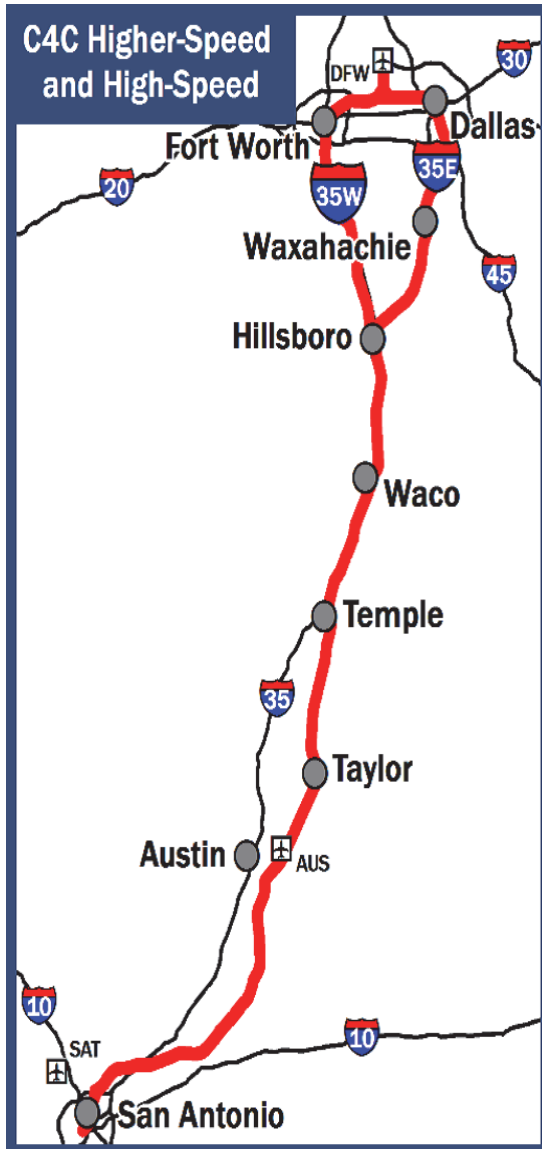 C4C Higher-Speed
and High-Speed
DFW
30
Dallas
Fort Worth
35E
35W
20
Waxahachie
45
Hillsboro
Waco
Temple
35
Taylor
Austin
AUS
10
10
SAT
San Antonio